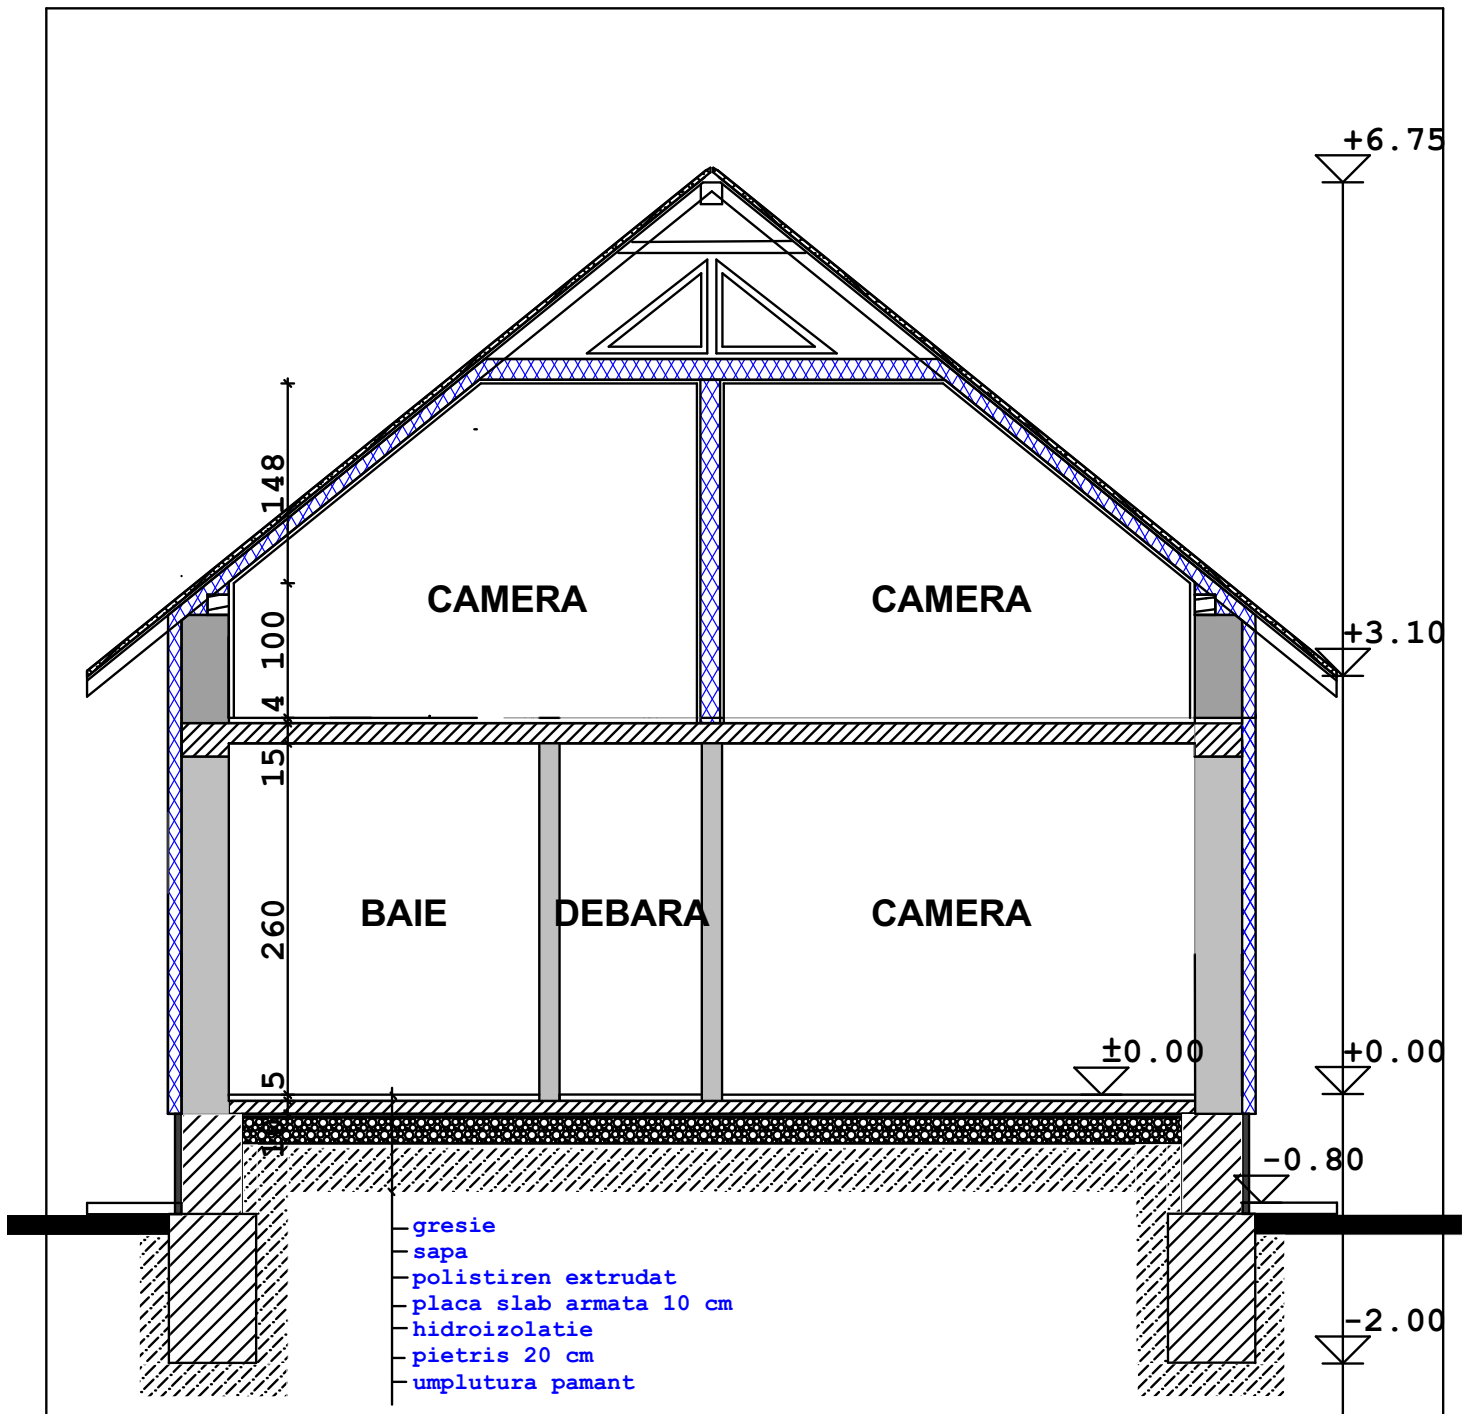 +6.75
148
CAMERA
CAMERA
100
+3.10
4
15
260
BAIE
DEBARA
CAMERA
±0.00
+0.00
5
-0.80
gresie
sapa
polistiren extrudat
placa slab armata 10 cm
hidroizolatie
pietris 20 cm
umplutura pamant
-2.00